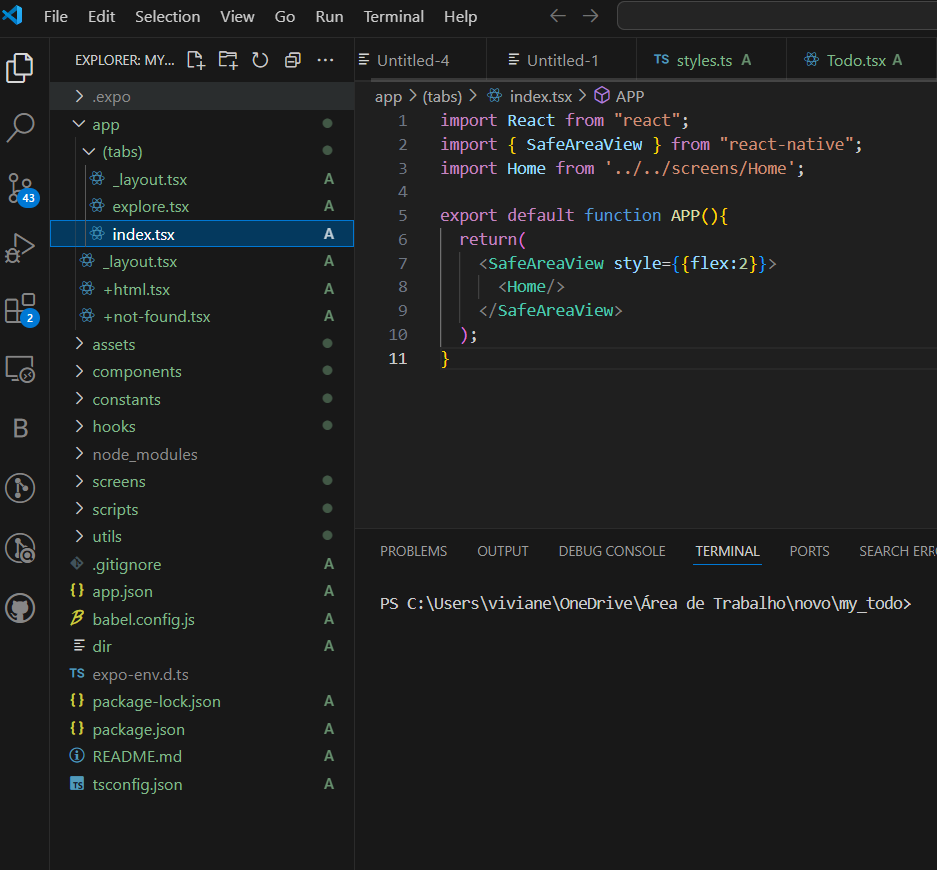 File Edit Selection View Go Run Terminal Help
EXPLORER: MY...
.expo
app
(tabs)
_layout.tsx A
explore.tsx A
index.tsx A
_layout.tsx A
+html.tsx A
+not-found.tsx A
assets
components
constants
hooks
node_modules
screens
scripts
utils
.gitignore A
{} app.json A
babel.config.js A
dir A
TS expo-env.d.ts
{} package-lock.json A
{} package.json A
README.md A
TS tsconfig.json A
43
2
B
Untitled-4 Untitled-1 TS styles.ts A Todo.tsx A
app > (tabs) > index.tsx > APP
1 import React from "react";
2 import { SafeAreaView } from "react-native";
3 import Home from '../../screens/Home';
4
5 export default function APP(){
6 return(
7 <SafeAreaView style={{flex:2}}>
8 <Home/>
9 </SafeAreaView>
10 );
11 }
PROBLEMS OUTPUT DEBUG CONSOLE TERMINAL PORTS SEARCH ERR
PS C:\Users\viviane\OneDrive\Área de Trabalho\novo\my_todo>